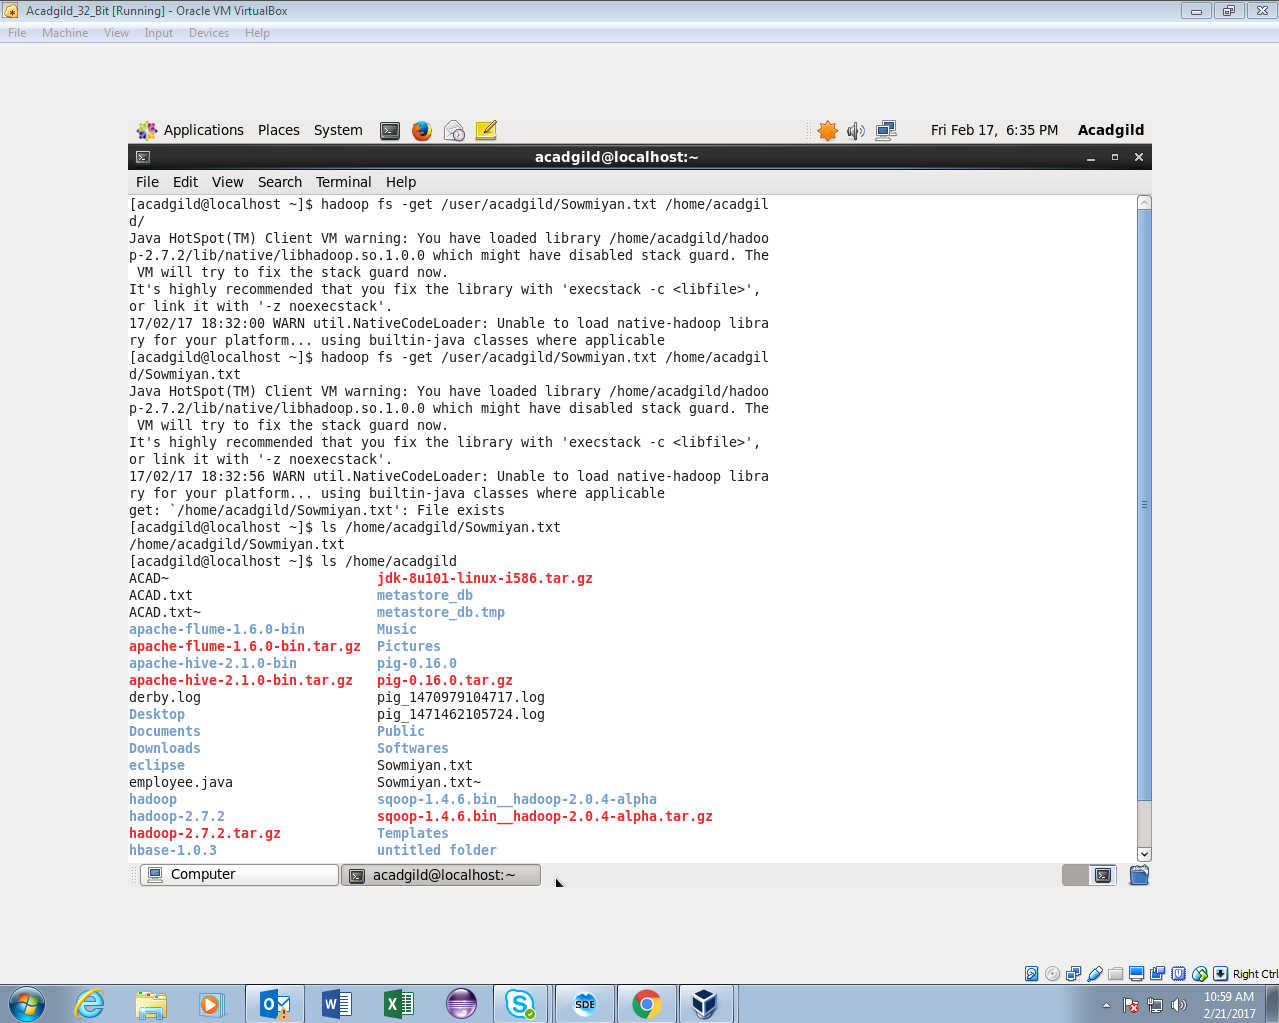 Acadgild_32_Bit [Running] - Oracle VM VirtualBox
File Machine View Input Devices Help
Applications Places System Fri Feb 17, 6:35 PM Acadgild
acadgild@localhost:~
File Edit View Search Terminal Help
[acadgild@localhost ~]$ hadoop fs -get /user/acadgild/Sowmiyan.txt /home/acadgil
d/
Java HotSpot(TM) Client VM warning: You have loaded library /home/acadgild/hadoo
p-2.7.2/lib/native/libhadoop.so.1.0.0 which might have disabled stack guard. The
 VM will try to fix the stack guard now.
It's highly recommended that you fix the library with 'execstack -c <libfile>',
or link it with '-z noexecstack'.
17/02/17 18:32:00 WARN util.NativeCodeLoader: Unable to load native-hadoop libra
ry for your platform... using builtin-java classes where applicable
[acadgild@localhost ~]$ hadoop fs -get /user/acadgild/Sowmiyan.txt /home/acadgil
d/Sowmiyan.txt
Java HotSpot(TM) Client VM warning: You have loaded library /home/acadgild/hadoo
p-2.7.2/lib/native/libhadoop.so.1.0.0 which might have disabled stack guard. The
 VM will try to fix the stack guard now.
It's highly recommended that you fix the library with 'execstack -c <libfile>',
or link it with '-z noexecstack'.
17/02/17 18:32:56 WARN util.NativeCodeLoader: Unable to load native-hadoop libra
ry for your platform... using builtin-java classes where applicable
get: `/home/acadgild/Sowmiyan.txt': File exists
[acadgild@localhost ~]$ ls /home/acadgild/Sowmiyan.txt
/home/acadgild/Sowmiyan.txt
[acadgild@localhost ~]$ ls /home/acadgild
ACAD~ jdk-8u101-linux-i586.tar.gz
ACAD.txt metastore_db
ACAD.txt~ metastore_db.tmp
apache-flume-1.6.0-bin Music
apache-flume-1.6.0-bin.tar.gz Pictures
apache-hive-2.1.0-bin pig-0.16.0
apache-hive-2.1.0-bin.tar.gz pig-0.16.0.tar.gz
derby.log pig_1470979104717.log
Desktop pig_1471462105724.log
Documents Public
Downloads Softwares
eclipse Sowmiyan.txt
employee.java Sowmiyan.txt~
hadoop sqoop-1.4.6.bin__hadoop-2.0.4-alpha
hadoop-2.7.2 sqoop-1.4.6.bin__hadoop-2.0.4-alpha.tar.gz
hadoop-2.7.2.tar.gz Templates
hbase-1.0.3 untitled folder
Computer acadgild@localhost:~
Right Ctrl
SDE
10:59 AM
2/21/2017